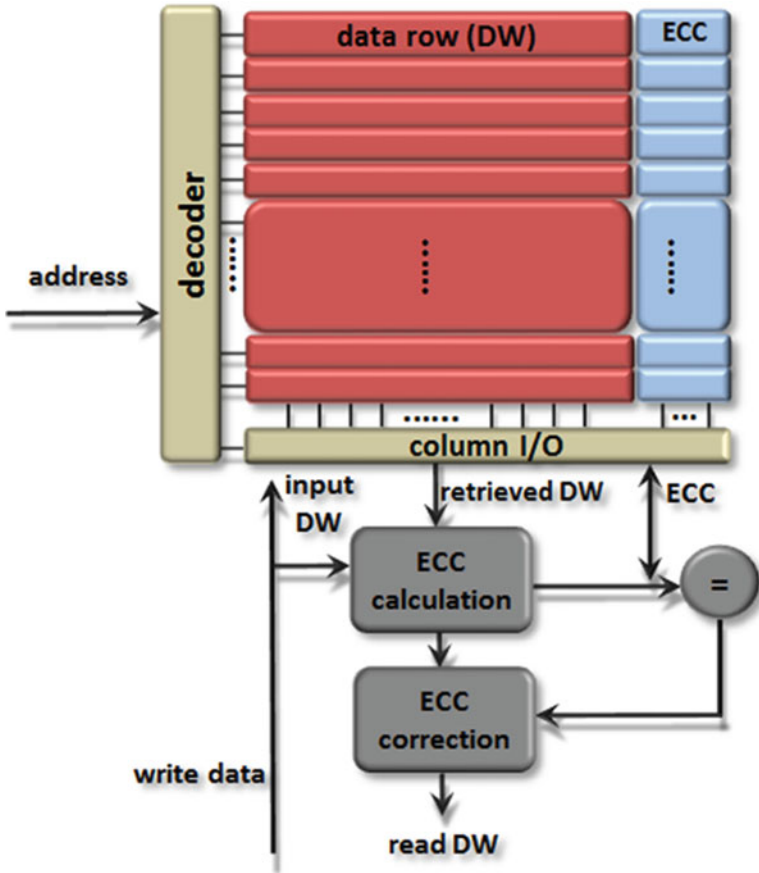 data row (DW)
ECC
decoder
......
......
......
address
......
...
column I/O
input
DW
retrieved DW
ECC
ECC
calculation
=
ECC
correction
write data
read DW